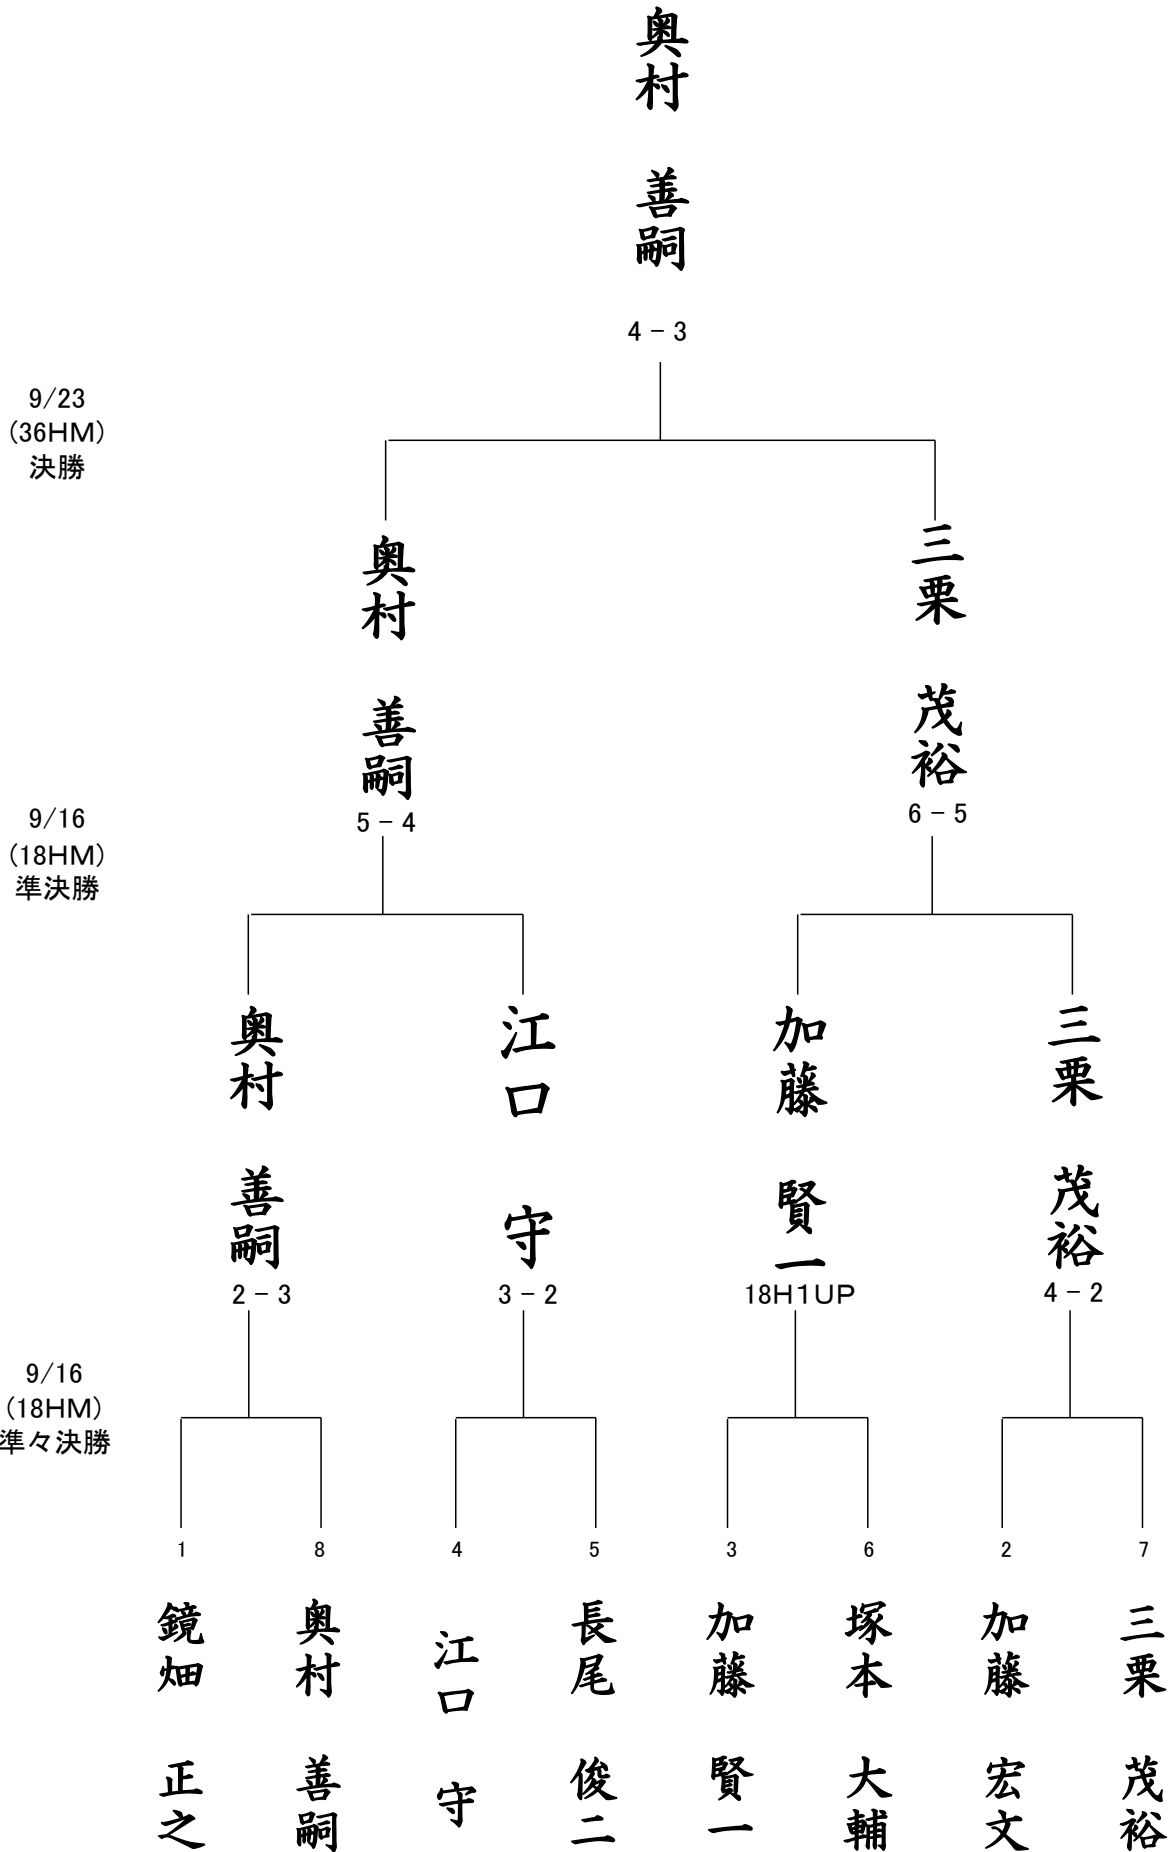 奥村　善嗣
4－3
9/23
(36HM)
決勝
奥村　善嗣
三栗　茂裕
5－4
6－5
9/16
(18HM)
準決勝
奥村　善嗣
江口　守
加藤　賢一
三栗　茂裕
2－3
3－2
18H1UP
4－2
9/16
(18HM)
準々決勝
1
8
4
5
3
6
2
7
鏡畑　正之
奥村　善嗣
江口　守
長尾　俊二
加藤　賢一
塚本　大輔
加藤　宏文
三栗　茂裕